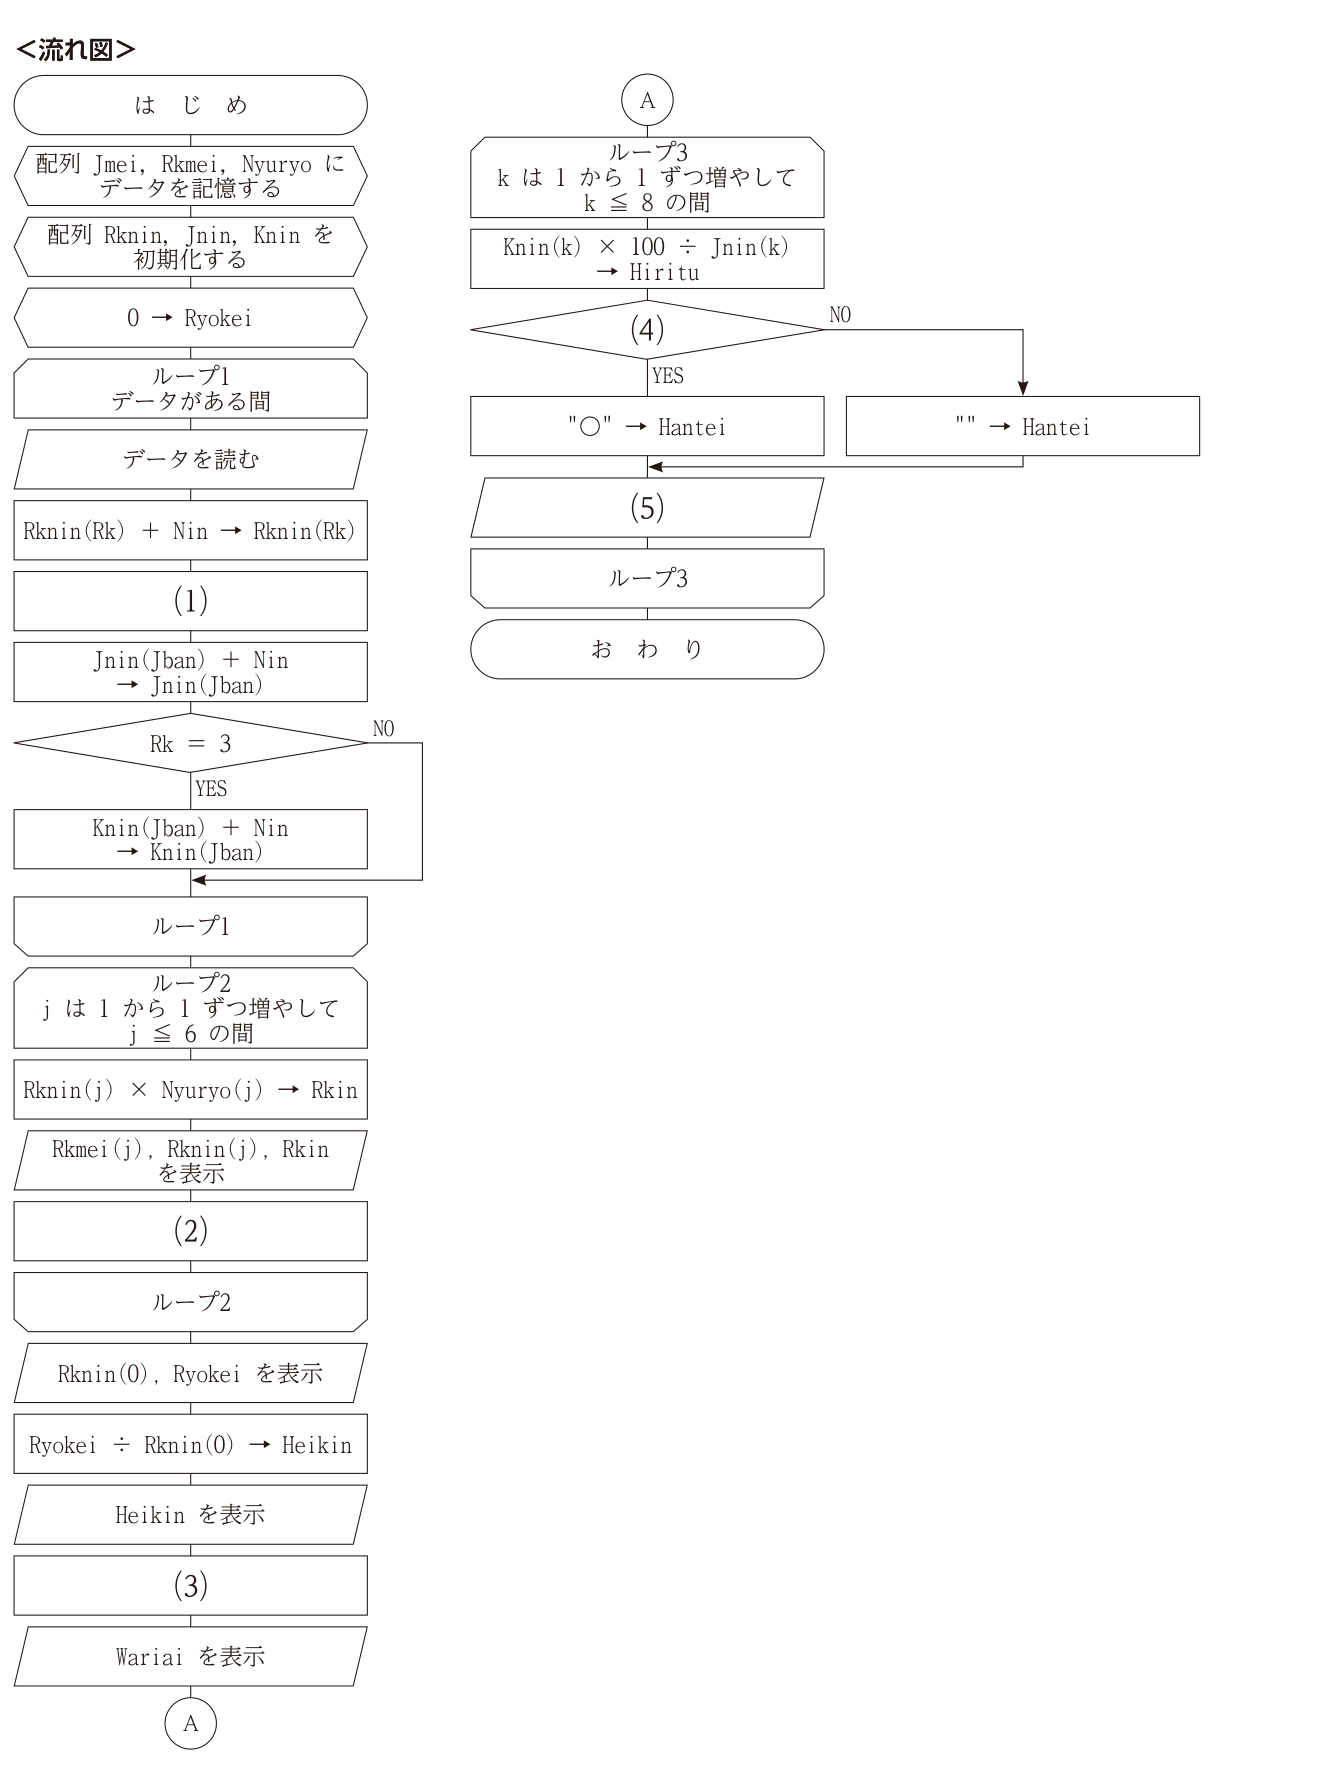 ＜流れ図＞
は じ め
配列 Jmei, Rkmei, Nyuryo に
データを記憶する
配列 Rknin, Jnin, Knin を
初期化する
0 → Ryokei
ループ1
データがある間
データを読む
Rknin(Rk) ＋ Nin → Rknin(Rk)
(1)
Jnin(Jban) ＋ Nin
→ Jnin(Jban)
Rk ＝ 3
NO
YES
Knin(Jban) ＋ Nin
→ Knin(Jban)
ループ1
ループ2
j は 1 から 1 ずつ増やして
j ≦ 6 の間
Rknin(j) × Nyuryo(j) → Rkin
Rkmei(j), Rknin(j), Rkin
を表示
(2)
ループ2
Rknin(0), Ryokei を表示
Ryokei ÷ Rknin(0) → Heikin
Heikin を表示
(3)
Wariai を表示
A
A
ループ3
k は 1 から 1 ずつ増やして
k ≦ 8 の間
Knin(k) × 100 ÷ Jnin(k)
→ Hiritu
(4)
NO
YES
"○" → Hantei
"" → Hantei
(5)
ループ3
お わ り